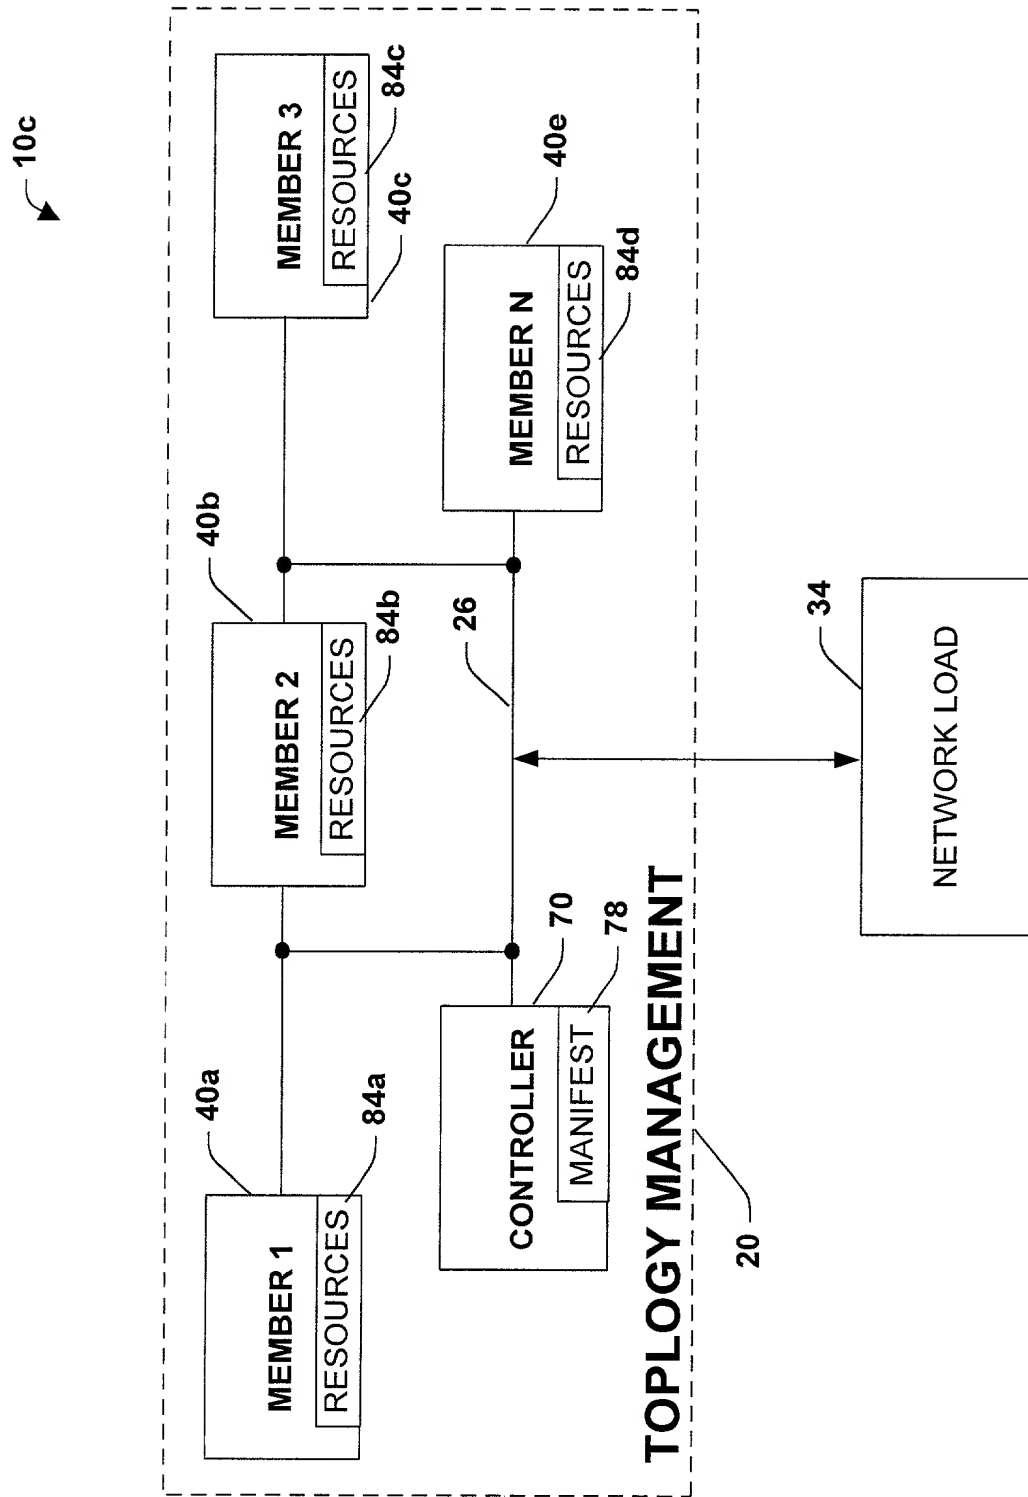 10c
40a
MEMBER 1
RESOURCES
84a
40b
MEMBER 2
RESOURCES
84b
MEMBER 3
RESOURCES
84c
40c
CONTROLLER
MANIFEST
70
78
26
MEMBER N
RESOURCES
40e
84d
TOPLOGY MANAGEMENT
20
34
NETWORK LOAD